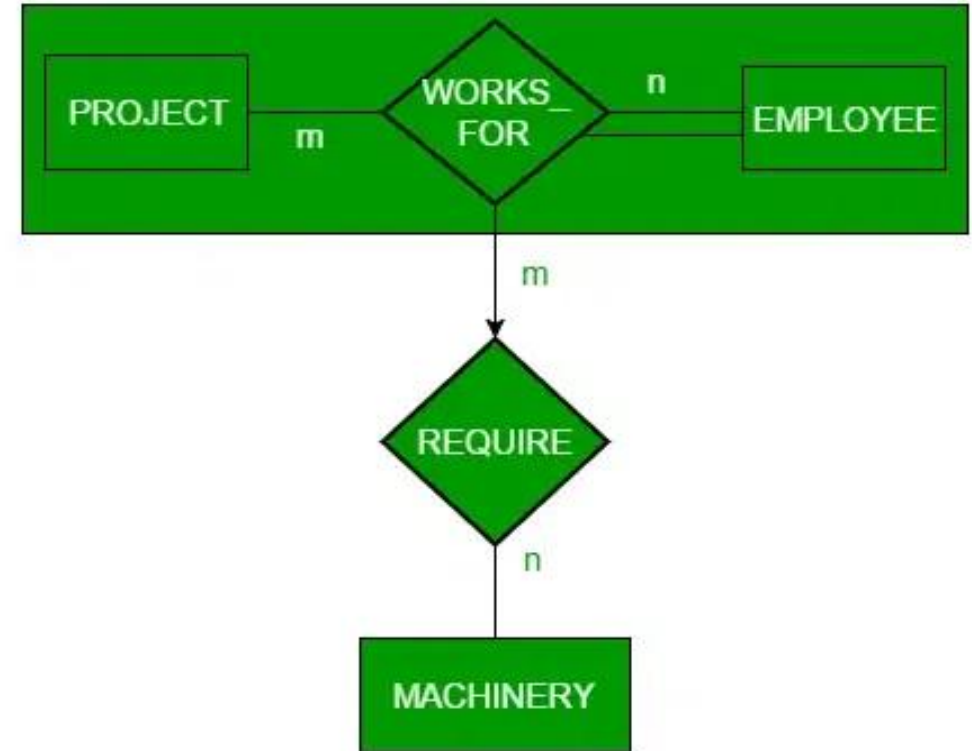 PROJECT
m
WORKS_
FOR
n
EMPLOYEE
m
REQUIRE
n
MACHINERY